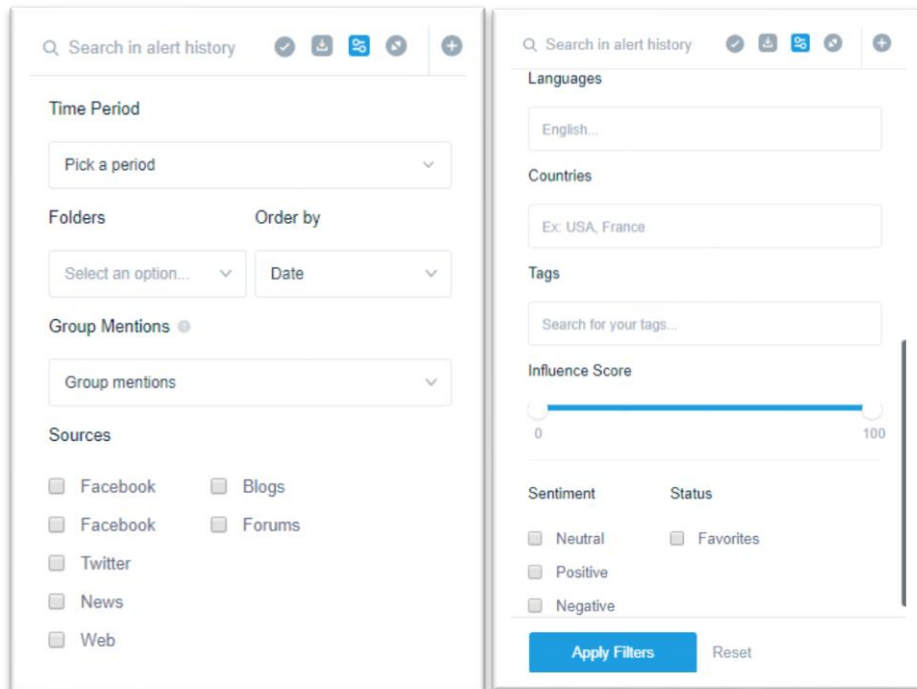 Search in alert history
Time Period
Pick a period
Folders Order by
Select an option... Date
Group Mentions
Group mentions
Sources
Facebook Blogs
Facebook Forums
Twitter
News
Web
Search in alert history
Languages
English...
Countries
Ex: USA, France
Tags
Search for your tags...
Influence Score
0 100
Sentiment Status
Neutral Favorites
Positive
Negative
Apply Filters Reset